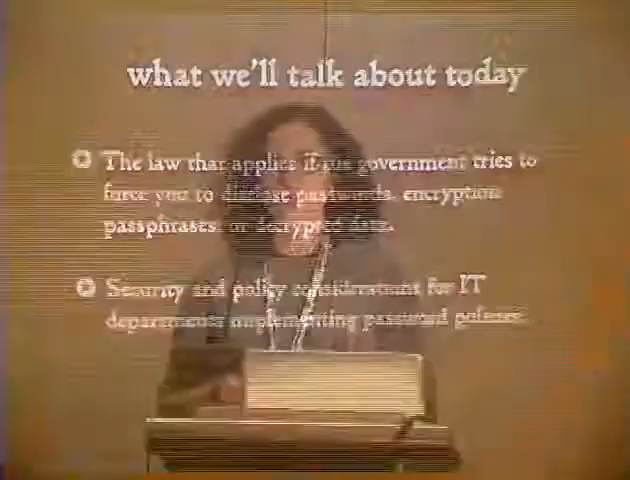 what we'll talk about today
The law that applies if the government tries to
force you to disclose passwords, encryption
passphrases, or decrypted data.
Security and policy considerations for IT
departments implementing password policies.